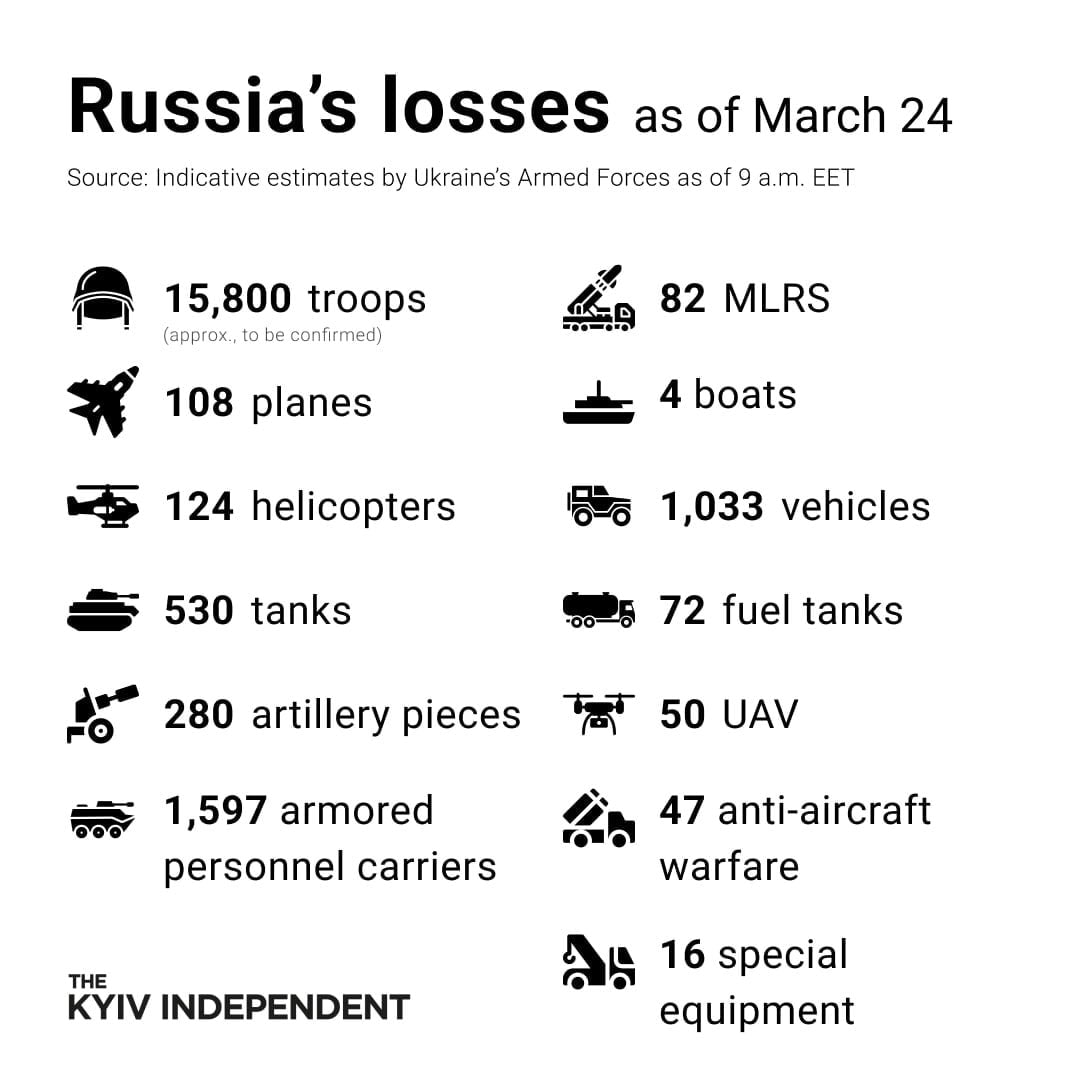 Russia’s losses as of March 24
Source: Indicative estimates by Ukraine’s Armed Forces as of 9 a.m. EET
15,800 troops
(approx., to be confirmed)
108 planes
124 helicopters
530 tanks
280 artillery pieces
1,597 armored
personnel carriers
82 MLRS
4 boats
1,033 vehicles
72 fuel tanks
50 UAV
47 anti-aircraft
warfare
16 special
equipment
THE
KYIV INDEPENDENT